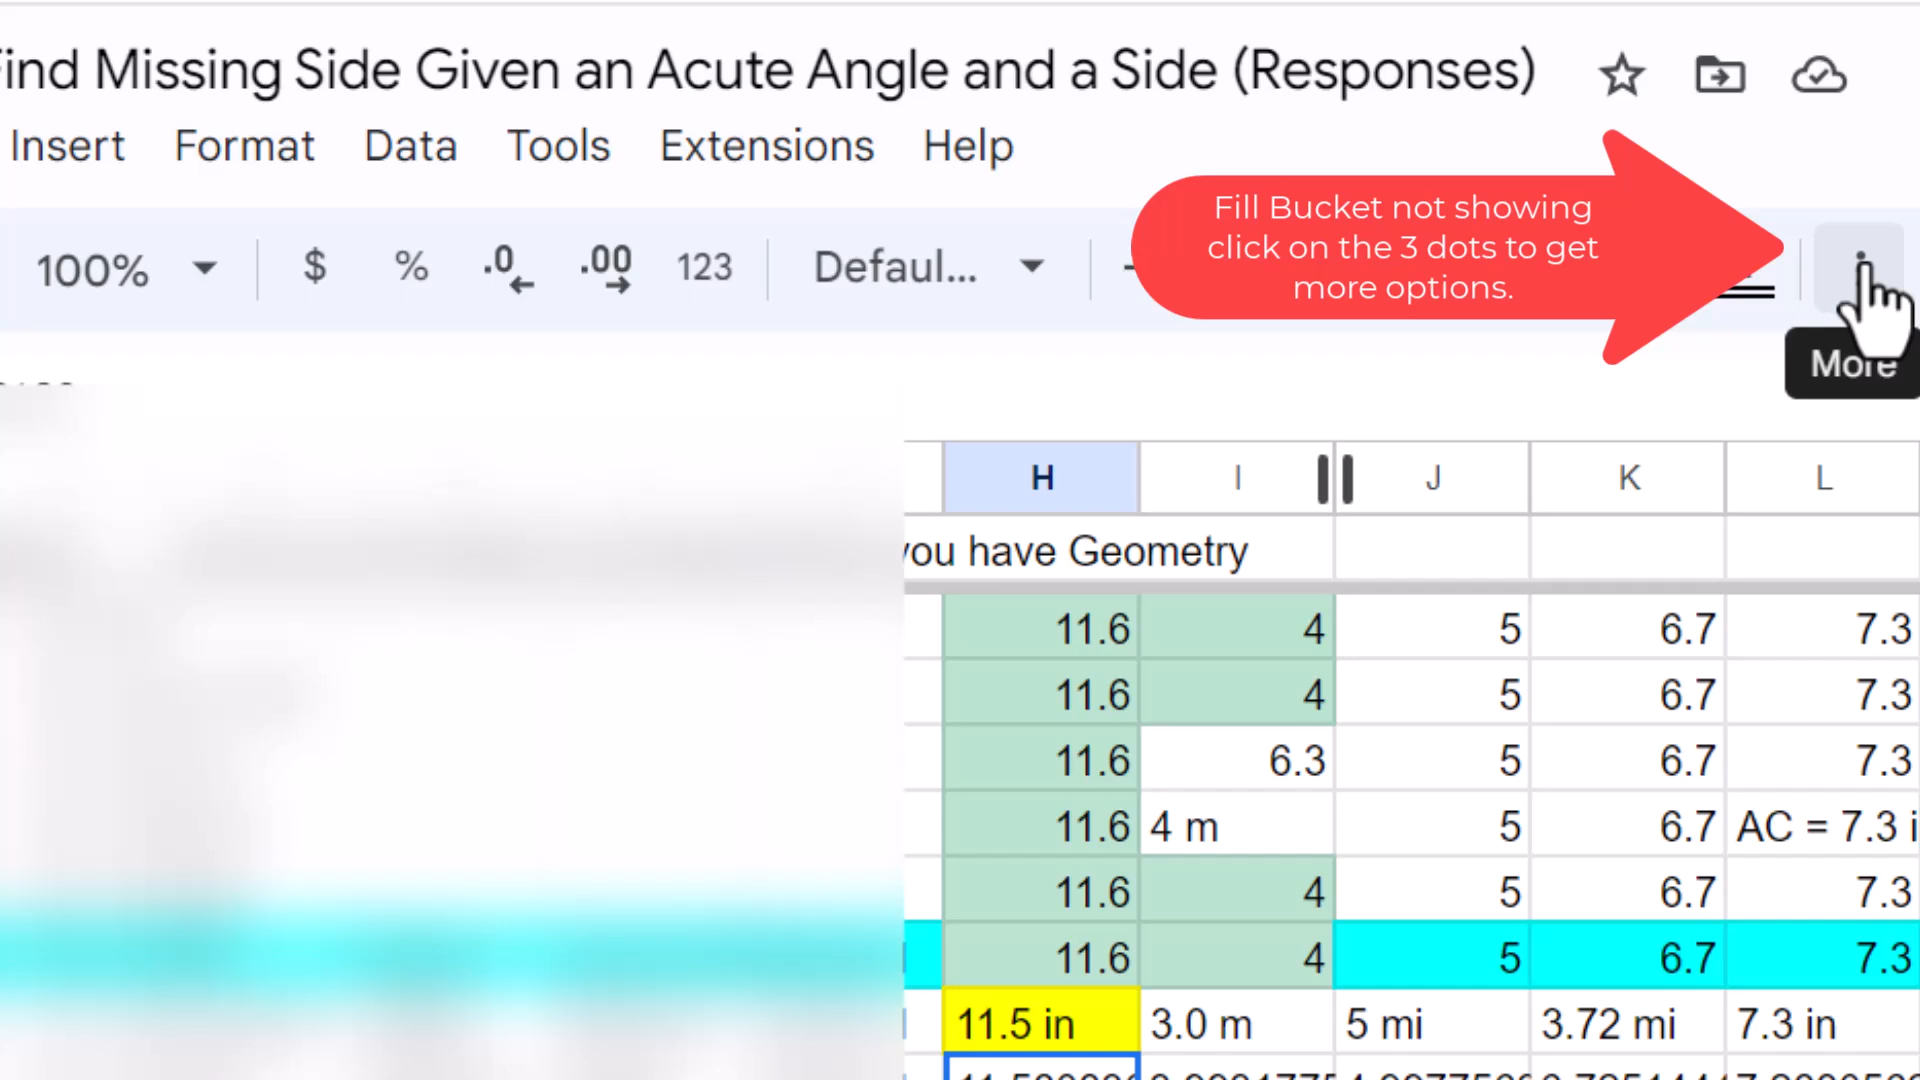 Find Missing Side Given an Acute Angle and a Side (Responses)
Insert Format Data Tools Extensions Help
100% $ % .0 .00 123 Defaul...
Fill Bucket not showing
click on the 3 dots to get
more options.
More
H I J K L
you have Geometry
11.6 4 5 6.7 7.3
11.6 4 5 6.7 7.3
11.6 6.3 5 6.7 7.3
11.6 4 m 5 6.7 AC = 7.3 i
11.6 4 5 6.7 7.3
11.6 4 5 6.7 7.3
11.5 in 3.0 m 5 mi 3.72 mi 7.3 in